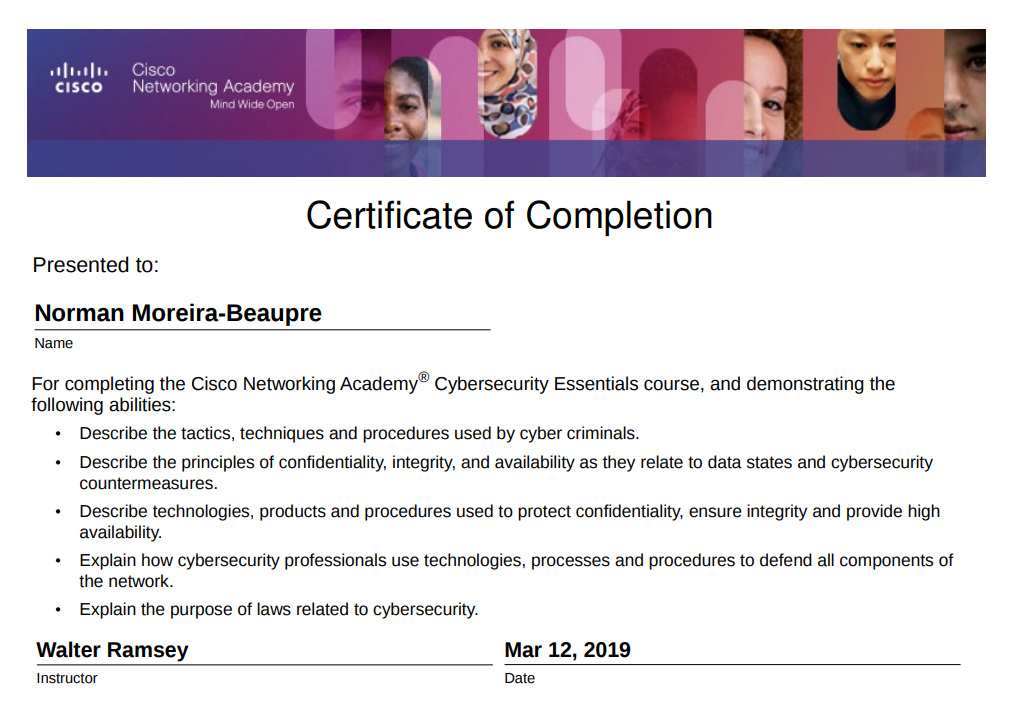 CISCO
Cisco
Networking Academy
Mind Wide Open
Certificate of Completion
Presented to:
Norman Moreira-Beaupre
Name
For completing the Cisco Networking Academy® Cybersecurity Essentials course, and demonstrating the
following abilities:
• Describe the tactics, techniques and procedures used by cyber criminals.
• Describe the principles of confidentiality, integrity, and availability as they relate to data states and cybersecurity
countermeasures.
• Describe technologies, products and procedures used to protect confidentiality, ensure integrity and provide high
availability.
• Explain how cybersecurity professionals use technologies, processes and procedures to defend all components of
the network.
• Explain the purpose of laws related to cybersecurity.
Walter Ramsey Mar 12, 2019
Instructor Date